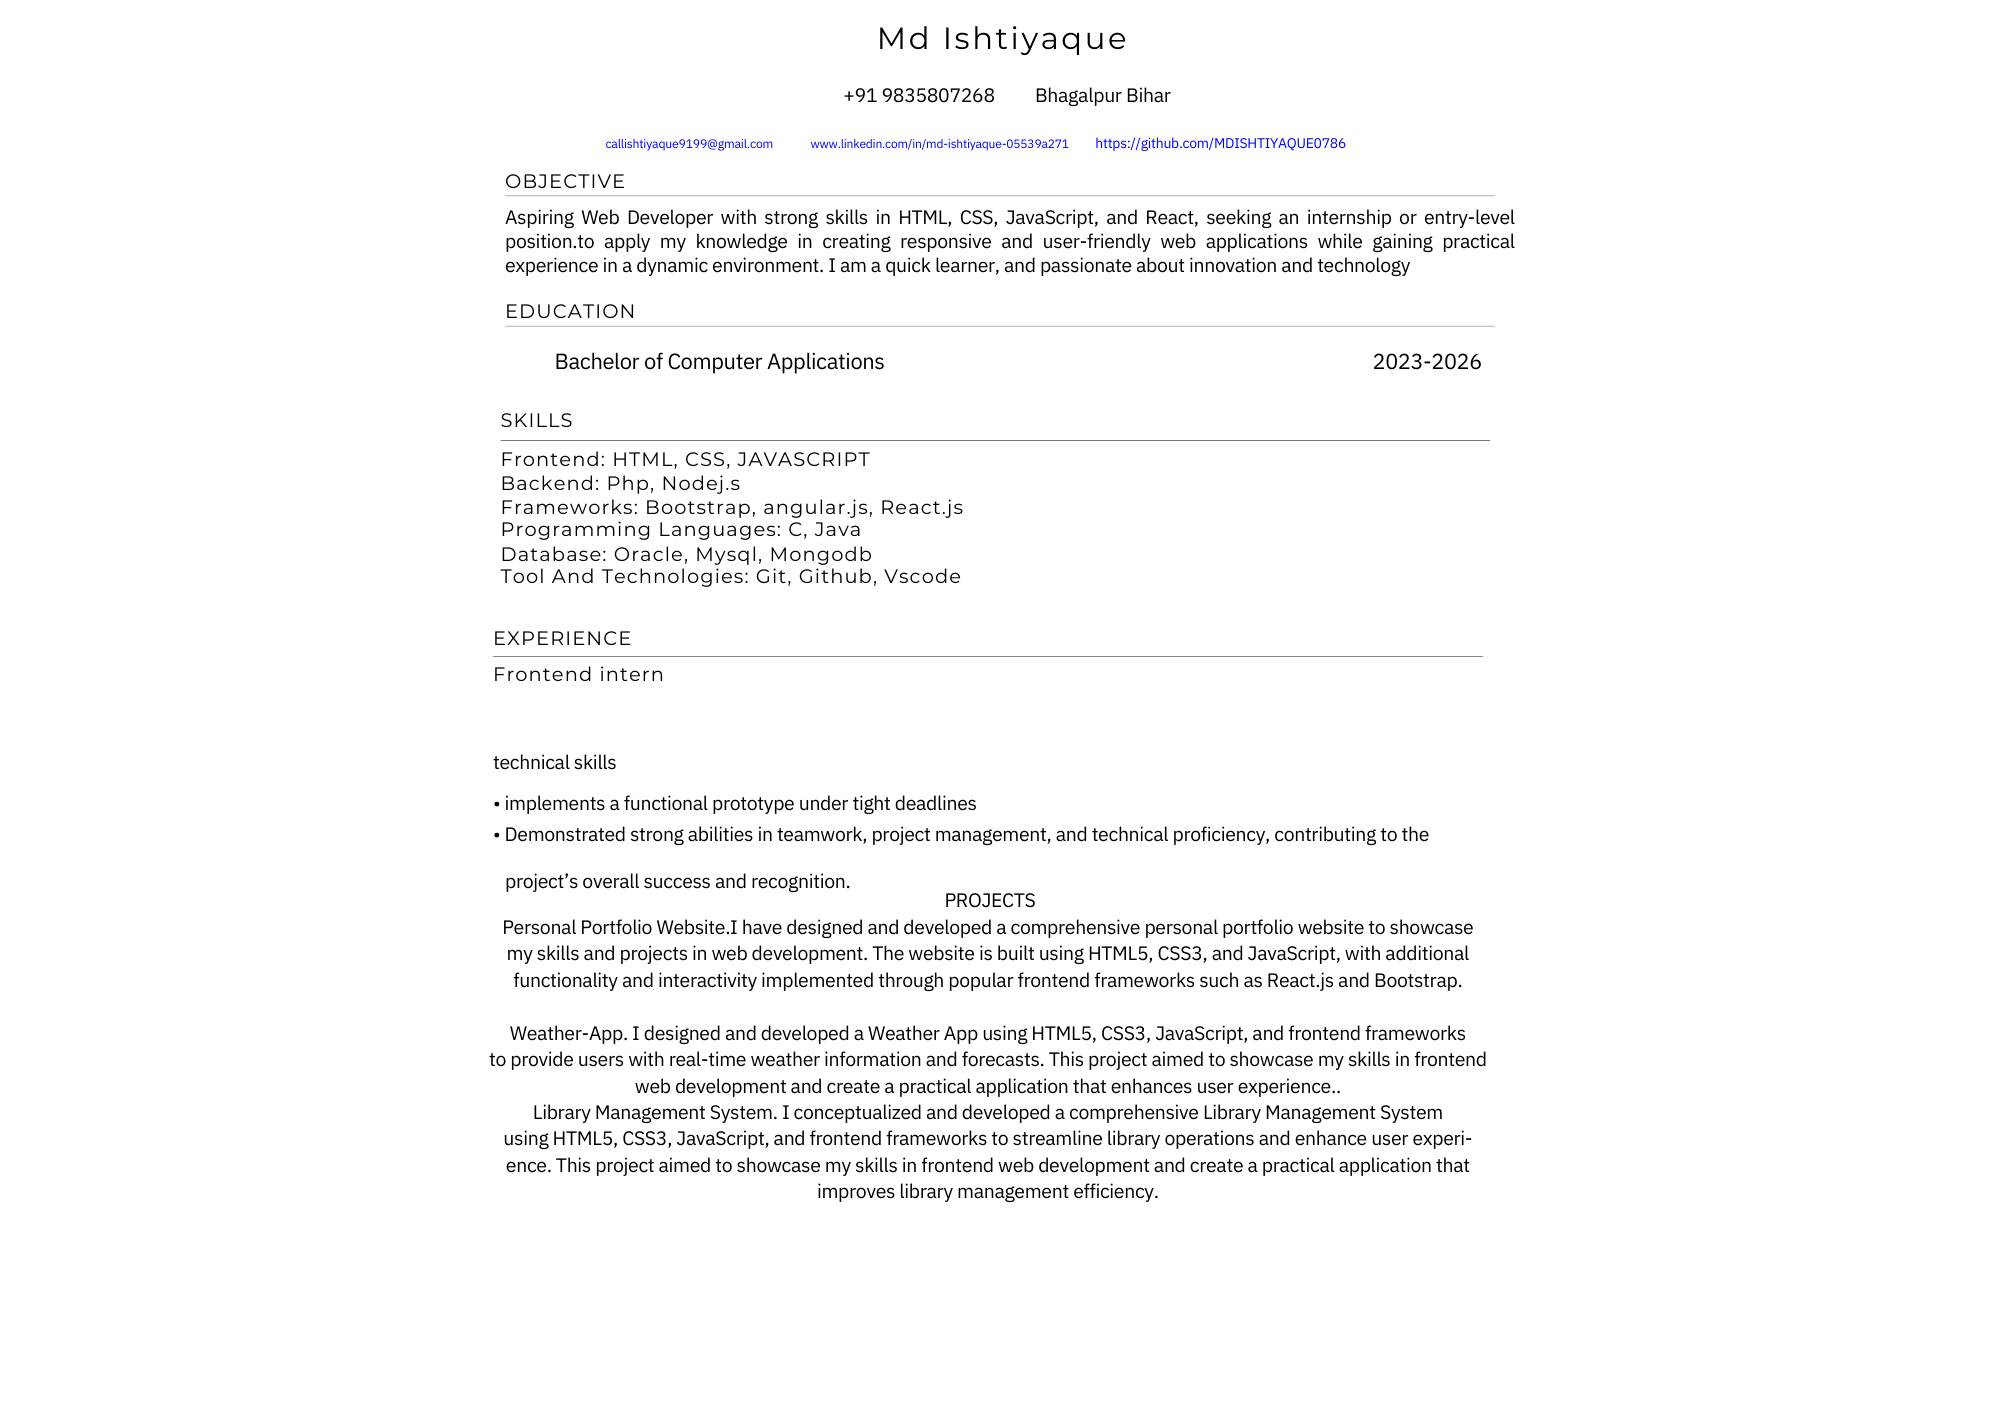 Md Ishtiyaque
+91 9835807268 Bhagalpur Bihar
callishtiyaque9199@gmail.com www.linkedin.com/in/md-ishtiyaque-05539a271 https://github.com/MDISHTIYAQUE0786
OBJECTIVE
Aspiring Web Developer with strong skills in HTML, CSS, JavaScript, and React, seeking an internship or entry-level
position.to apply my knowledge in creating responsive and user-friendly web applications while gaining practical
experience in a dynamic environment. I am a quick learner, and passionate about innovation and technology
EDUCATION
Bachelor of Computer Applications 2023-2026
SKILLS
Frontend: HTML, CSS, JAVASCRIPT
Backend: Php, Nodej.s
Frameworks: Bootstrap, angular.js, React.js
Programming Languages: C, Java
Database: Oracle, Mysql, Mongodb
Tool And Technologies: Git, Github, Vscode
EXPERIENCE
Frontend intern
technical skills
• implements a functional prototype under tight deadlines
• Demonstrated strong abilities in teamwork, project management, and technical proficiency, contributing to the
project’s overall success and recognition.
PROJECTS
Personal Portfolio Website.I have designed and developed a comprehensive personal portfolio website to showcase
my skills and projects in web development. The website is built using HTML5, CSS3, and JavaScript, with additional
functionality and interactivity implemented through popular frontend frameworks such as React.js and Bootstrap.
Weather-App. I designed and developed a Weather App using HTML5, CSS3, JavaScript, and frontend frameworks
to provide users with real-time weather information and forecasts. This project aimed to showcase my skills in frontend
web development and create a practical application that enhances user experience..
Library Management System. I conceptualized and developed a comprehensive Library Management System
using HTML5, CSS3, JavaScript, and frontend frameworks to streamline library operations and enhance user experi-
ence. This project aimed to showcase my skills in frontend web development and create a practical application that
improves library management efficiency.